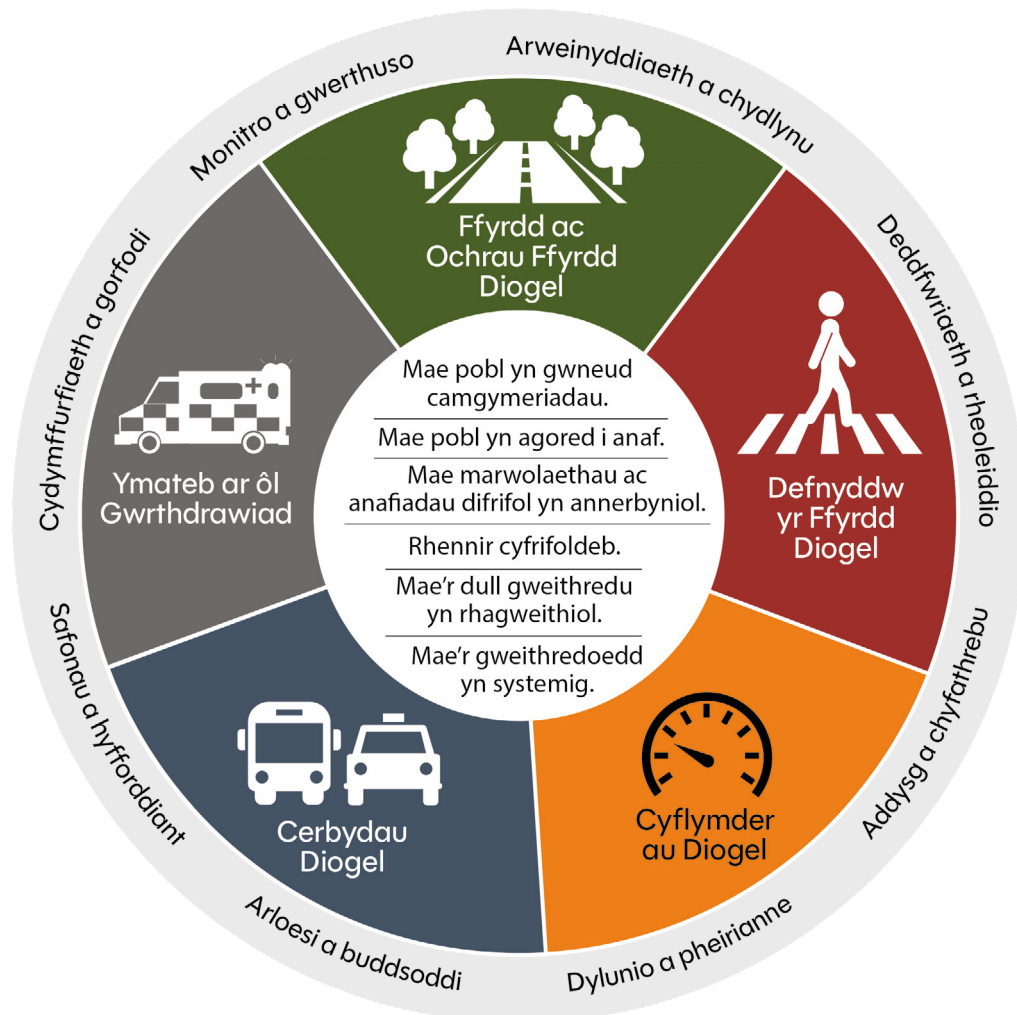 Arweinyddiaeth a chydlynu
Deddfwriaeth a rheoleiddio
Addysg a chyfathrebu
Dylunio a pheirianne
Arloesi a buddsoddi
Safonau a hyfforddiant
Cydymffurfiaeth a gorfodi
Monitro a gwerthuso
Ffyrdd ac
Ochrau Ffyrdd
Diogel
Defnyddw
yr Ffyrdd
Diogel
Cyflymder
au Diogel
Cerbydau
Diogel
Ymateb ar ôl
Gwrthdrawiad
Mae pobl yn gwneud
camgymeriadau.
Mae pobl yn agored i anaf.
Mae marwolaethau ac
anafiadau difrifol yn annerbyniol.
Rhennir cyfrifoldeb.
Mae'r dull gweithredu
yn rhagweithiol.
Mae'r gweithredoedd
yn systemig.